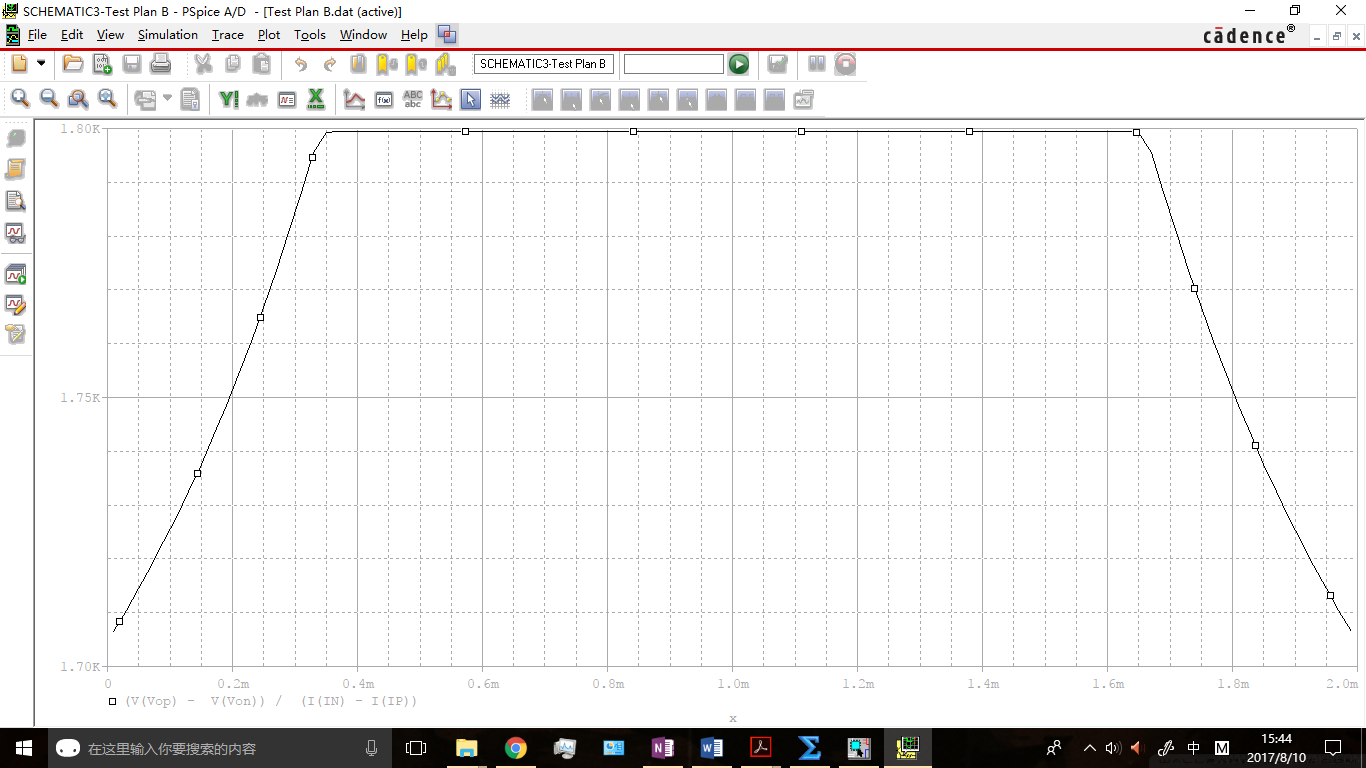 SCHEMATIC3-Test Plan B - PSpice A/D - [Test Plan B.dat (active)]
File Edit View Simulation Trace Plot Tools Window Help
cādence®
SCHEMATIC3-Test Plan B
ABC
abc
1.80K
1.75K
1.70K
0 0.2m 0.4m 0.6m 0.8m 1.0m 1.2m 1.4m 1.6m 1.8m 2.0m
(V(Vop) - V(Von)) / (I(IN) - I(IP))
x
在这里输入你要搜索的内容
中
M
15:44
2017/8/10